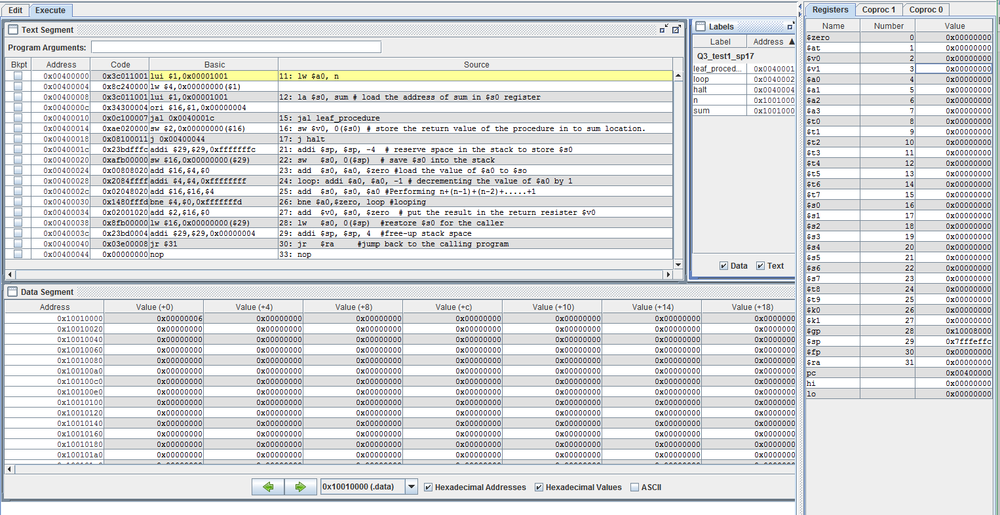 Edit Execute
Text Segment
Program Arguments:
Bkpt Address Code Basic Source
0x00400000 0x3c011001 lui $1,0x00001001 11: lw $a0, n
0x00400004 0x8c240000 lw $4,0x00000000($1)
0x00400008 0x3c011001 lui $1,0x00001001 12: la $s0, sum # load the address of sum in $s0 register
0x0040000c 0x34300004 ori $16,$1,0x00000004
0x00400010 0x0c100007 jal 0x0040001c 15: jal leaf_procedure
0x00400014 0xae020000 sw $2,0x00000000($16) 16: sw $v0, 0($s0) # store the return value of the procedure in to sum location.
0x00400018 0x08100011 j 0x00400044 17: j halt
0x0040001c 0x23bdfffc addi $29,$29,0xfffffffc 21: addi $sp, $sp, -4 # reserve space in the stack to store $s0
0x00400020 0xafb00000 sw $16,0x00000000($29) 22: sw $s0, 0($sp) # save $s0 into the stack
0x00400024 0x00808020 add $16,$4,$0 23: add $s0, $a0, $zero #load the value of $a0 to $so
0x00400028 0x2084ffff addi $4,$4,0xffffffff 24: loop: addi $a0, $a0, -1 # decrementing the value of $a0 by 1
0x0040002c 0x02048020 add $16,$16,$4 25: add $s0, $s0, $a0 #Performing n+(n-1)+(n-2)+.....+1
0x00400030 0x1480fffd bne $4,$0,0xfffffffd 26: bne $a0,$zero, loop #looping
0x00400034 0x02001020 add $2,$16,$0 27: add $v0, $s0, $zero # put the result in the return resister $v0
0x00400038 0x8fb00000 lw $16,0x00000000($29) 28: lw $s0, 0($sp) #restore $s0 for the caller
0x0040003c 0x23bd0004 addi $29,$29,0x00000004 29: addi $sp, $sp, 4 #free-up stack space
0x00400040 0x03e00008 jr $31 30: jr $ra #jump back to the calling program
0x00400044 0x00000000 nop 33: nop
Labels
Label Address ▲
Q3_test1_sp17
leaf_proced... 0x0040001
loop 0x0040002
halt 0x0040004
n 0x1001000
sum 0x1001000
Data Text
Data Segment
Address Value (+0) Value (+4) Value (+8) Value (+c) Value (+10) Value (+14) Value (+18)
0x10010000 0x00000006 0x00000000 0x00000000 0x00000000 0x00000000 0x00000000 0x00000000
0x10010020 0x00000000 0x00000000 0x00000000 0x00000000 0x00000000 0x00000000 0x00000000
0x10010040 0x00000000 0x00000000 0x00000000 0x00000000 0x00000000 0x00000000 0x00000000
0x10010060 0x00000000 0x00000000 0x00000000 0x00000000 0x00000000 0x00000000 0x00000000
0x10010080 0x00000000 0x00000000 0x00000000 0x00000000 0x00000000 0x00000000 0x00000000
0x100100a0 0x00000000 0x00000000 0x00000000 0x00000000 0x00000000 0x00000000 0x00000000
0x100100c0 0x00000000 0x00000000 0x00000000 0x00000000 0x00000000 0x00000000 0x00000000
0x100100e0 0x00000000 0x00000000 0x00000000 0x00000000 0x00000000 0x00000000 0x00000000
0x10010100 0x00000000 0x00000000 0x00000000 0x00000000 0x00000000 0x00000000 0x00000000
0x10010120 0x00000000 0x00000000 0x00000000 0x00000000 0x00000000 0x00000000 0x00000000
0x10010140 0x00000000 0x00000000 0x00000000 0x00000000 0x00000000 0x00000000 0x00000000
0x10010160 0x00000000 0x00000000 0x00000000 0x00000000 0x00000000 0x00000000 0x00000000
0x10010180 0x00000000 0x00000000 0x00000000 0x00000000 0x00000000 0x00000000 0x00000000
0x100101a0 0x00000000 0x00000000 0x00000000 0x00000000 0x00000000 0x00000000 0x00000000
0x10010000 (.data) Hexadecimal Addresses Hexadecimal Values ASCII
Registers Coproc 1 Coproc 0
Name Number Value
$zero 0 0x00000000
$at 1 0x00000000
$v0 2 0x00000000
$v1 3 0x00000000
$a0 4 0x00000000
$a1 5 0x00000000
$a2 6 0x00000000
$a3 7 0x00000000
$t0 8 0x00000000
$t1 9 0x00000000
$t2 10 0x00000000
$t3 11 0x00000000
$t4 12 0x00000000
$t5 13 0x00000000
$t6 14 0x00000000
$t7 15 0x00000000
$s0 16 0x00000000
$s1 17 0x00000000
$s2 18 0x00000000
$s3 19 0x00000000
$s4 20 0x00000000
$s5 21 0x00000000
$s6 22 0x00000000
$s7 23 0x00000000
$t8 24 0x00000000
$t9 25 0x00000000
$k0 26 0x00000000
$k1 27 0x00000000
$gp 28 0x10008000
$sp 29 0x7fffeffc
$fp 30 0x00000000
$ra 31 0x00000000
pc 0x00400000
hi 0x00000000
lo 0x00000000